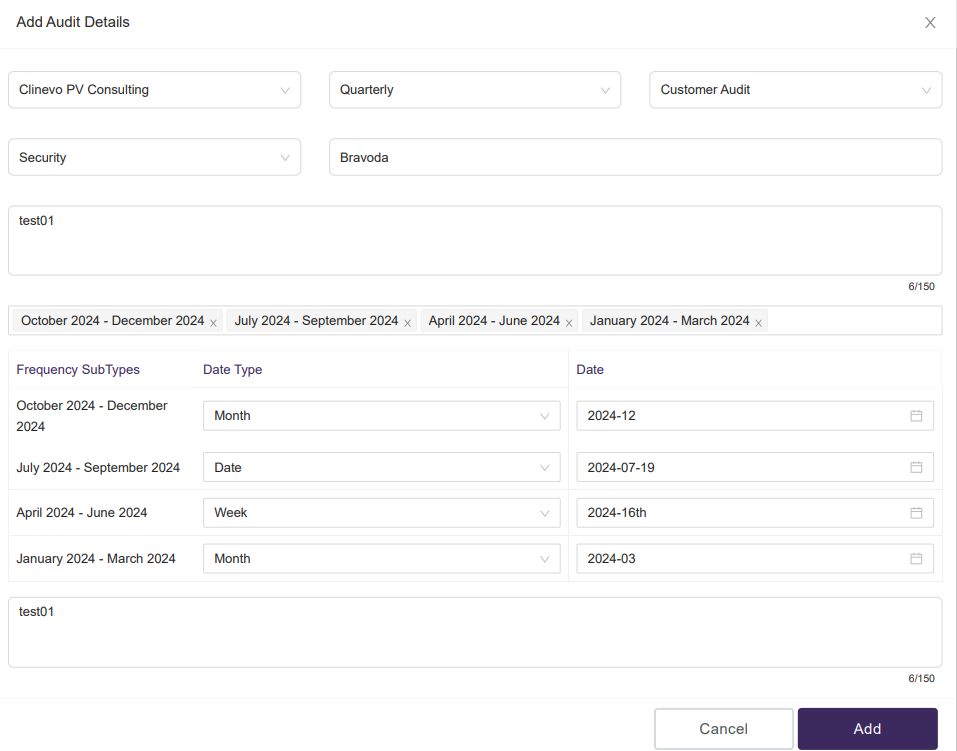 Add Audit Details
Clinevo PV Consulting
Quarterly
Customer Audit
Security
Bravoda
test01
6/150
October 2024 - December 2024 x July 2024 - September 2024 x April 2024 - June 2024 x January 2024 - March 2024 x
Frequency SubTypes Date Type Date
October 2024 - December
2024
Month 2024-12
July 2024 - September 2024 Date 2024-07-19
April 2024 - June 2024 Week 2024-16th
January 2024 - March 2024 Month 2024-03
test01
6/150
Cancel Add